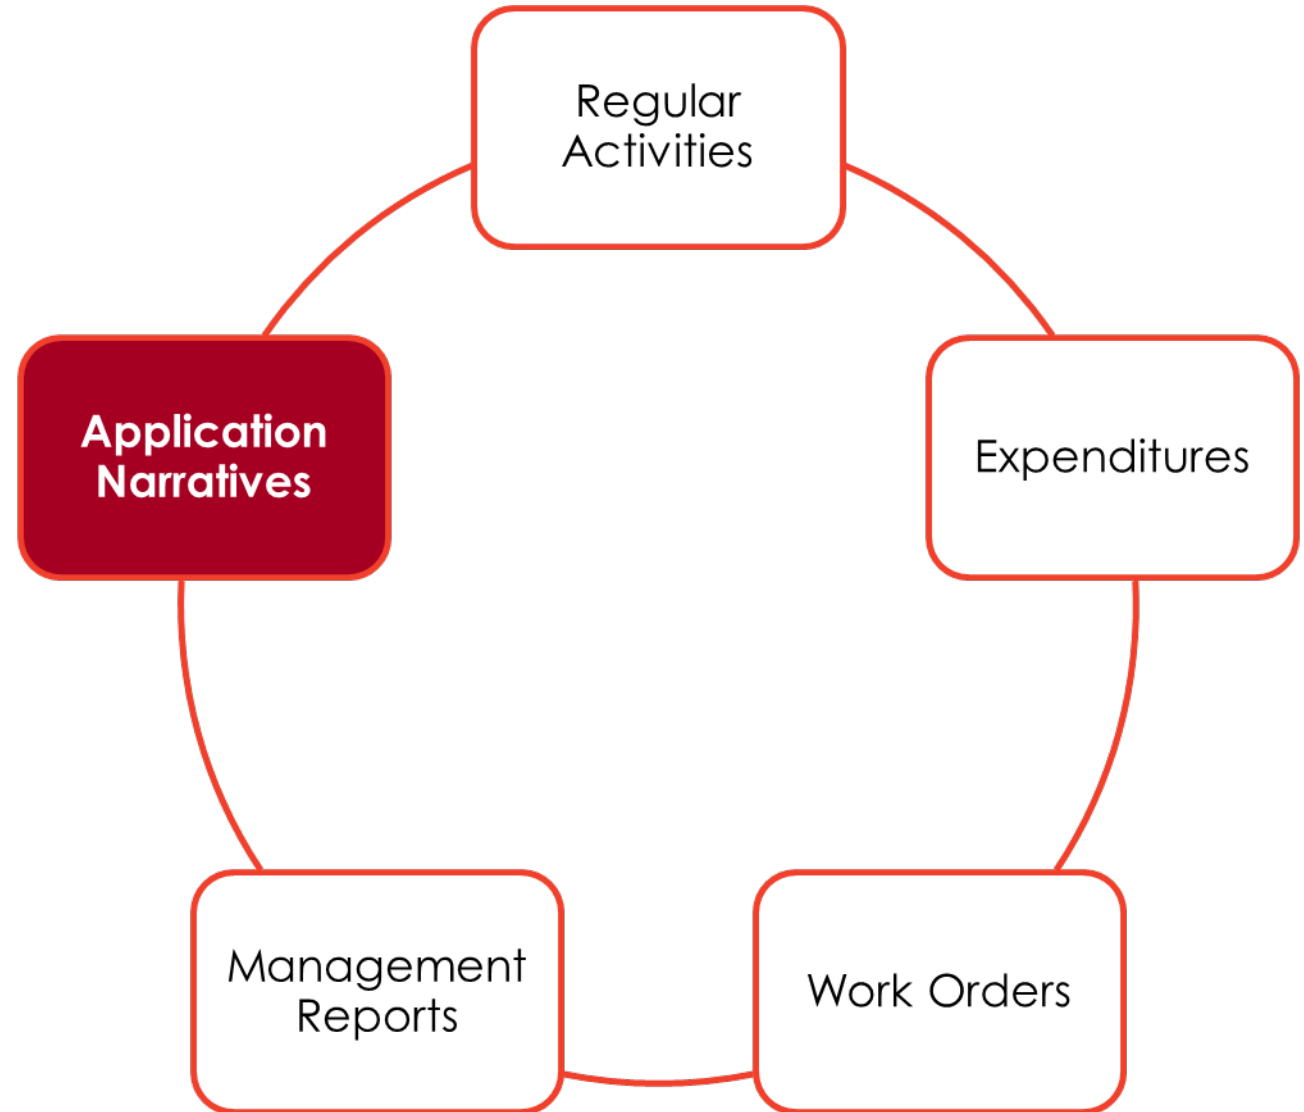 Regular
Activities
Application
Narratives
Expenditures
Management
Reports
Work Orders